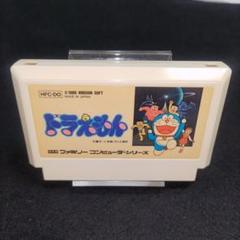 HFC-DO
© 1986 HUDSON SOFT
MADE IN JAPAN
ドラえもん
ファミリー コンピュータ・シリーズ